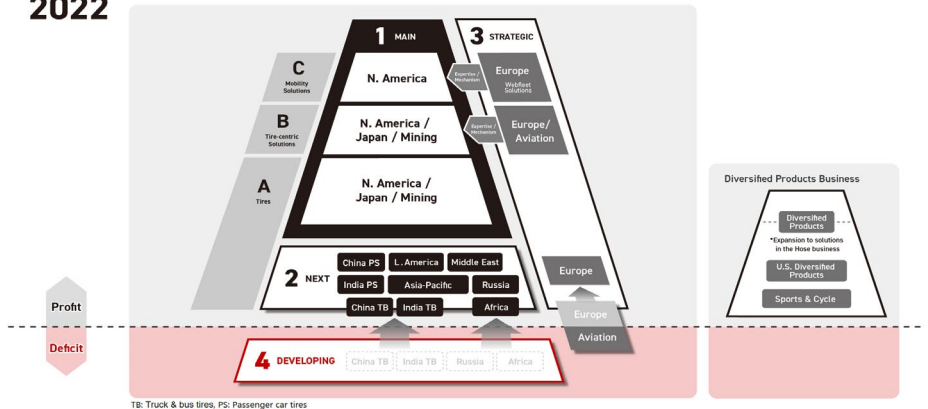 2022
1 MAIN
3 STRATEGIC
C
Mobility
Solutions
N. America
Expertise /
Mechanism
Europe
Webfleet
Solutions
B
Tire-centric
Solutions
N. America /
Japan / Mining
Expertise /
Mechanism
Europe/
Aviation
A
Tires
N. America /
Japan / Mining
2 NEXT
China PS
L. America
Middle East
India PS
Asia-Pacific
Russia
China TB
India TB
Africa
Europe
Europe
Aviation
Profit
Deficit
4 DEVELOPING
China TB
India TB
Russia
Africa
Diversified Products Business
Diversified
Products
*Expansion to solutions
in the Hose business
U.S. Diversified
Products
Sports & Cycle
TB: Truck & bus tires, PS: Passenger car tires